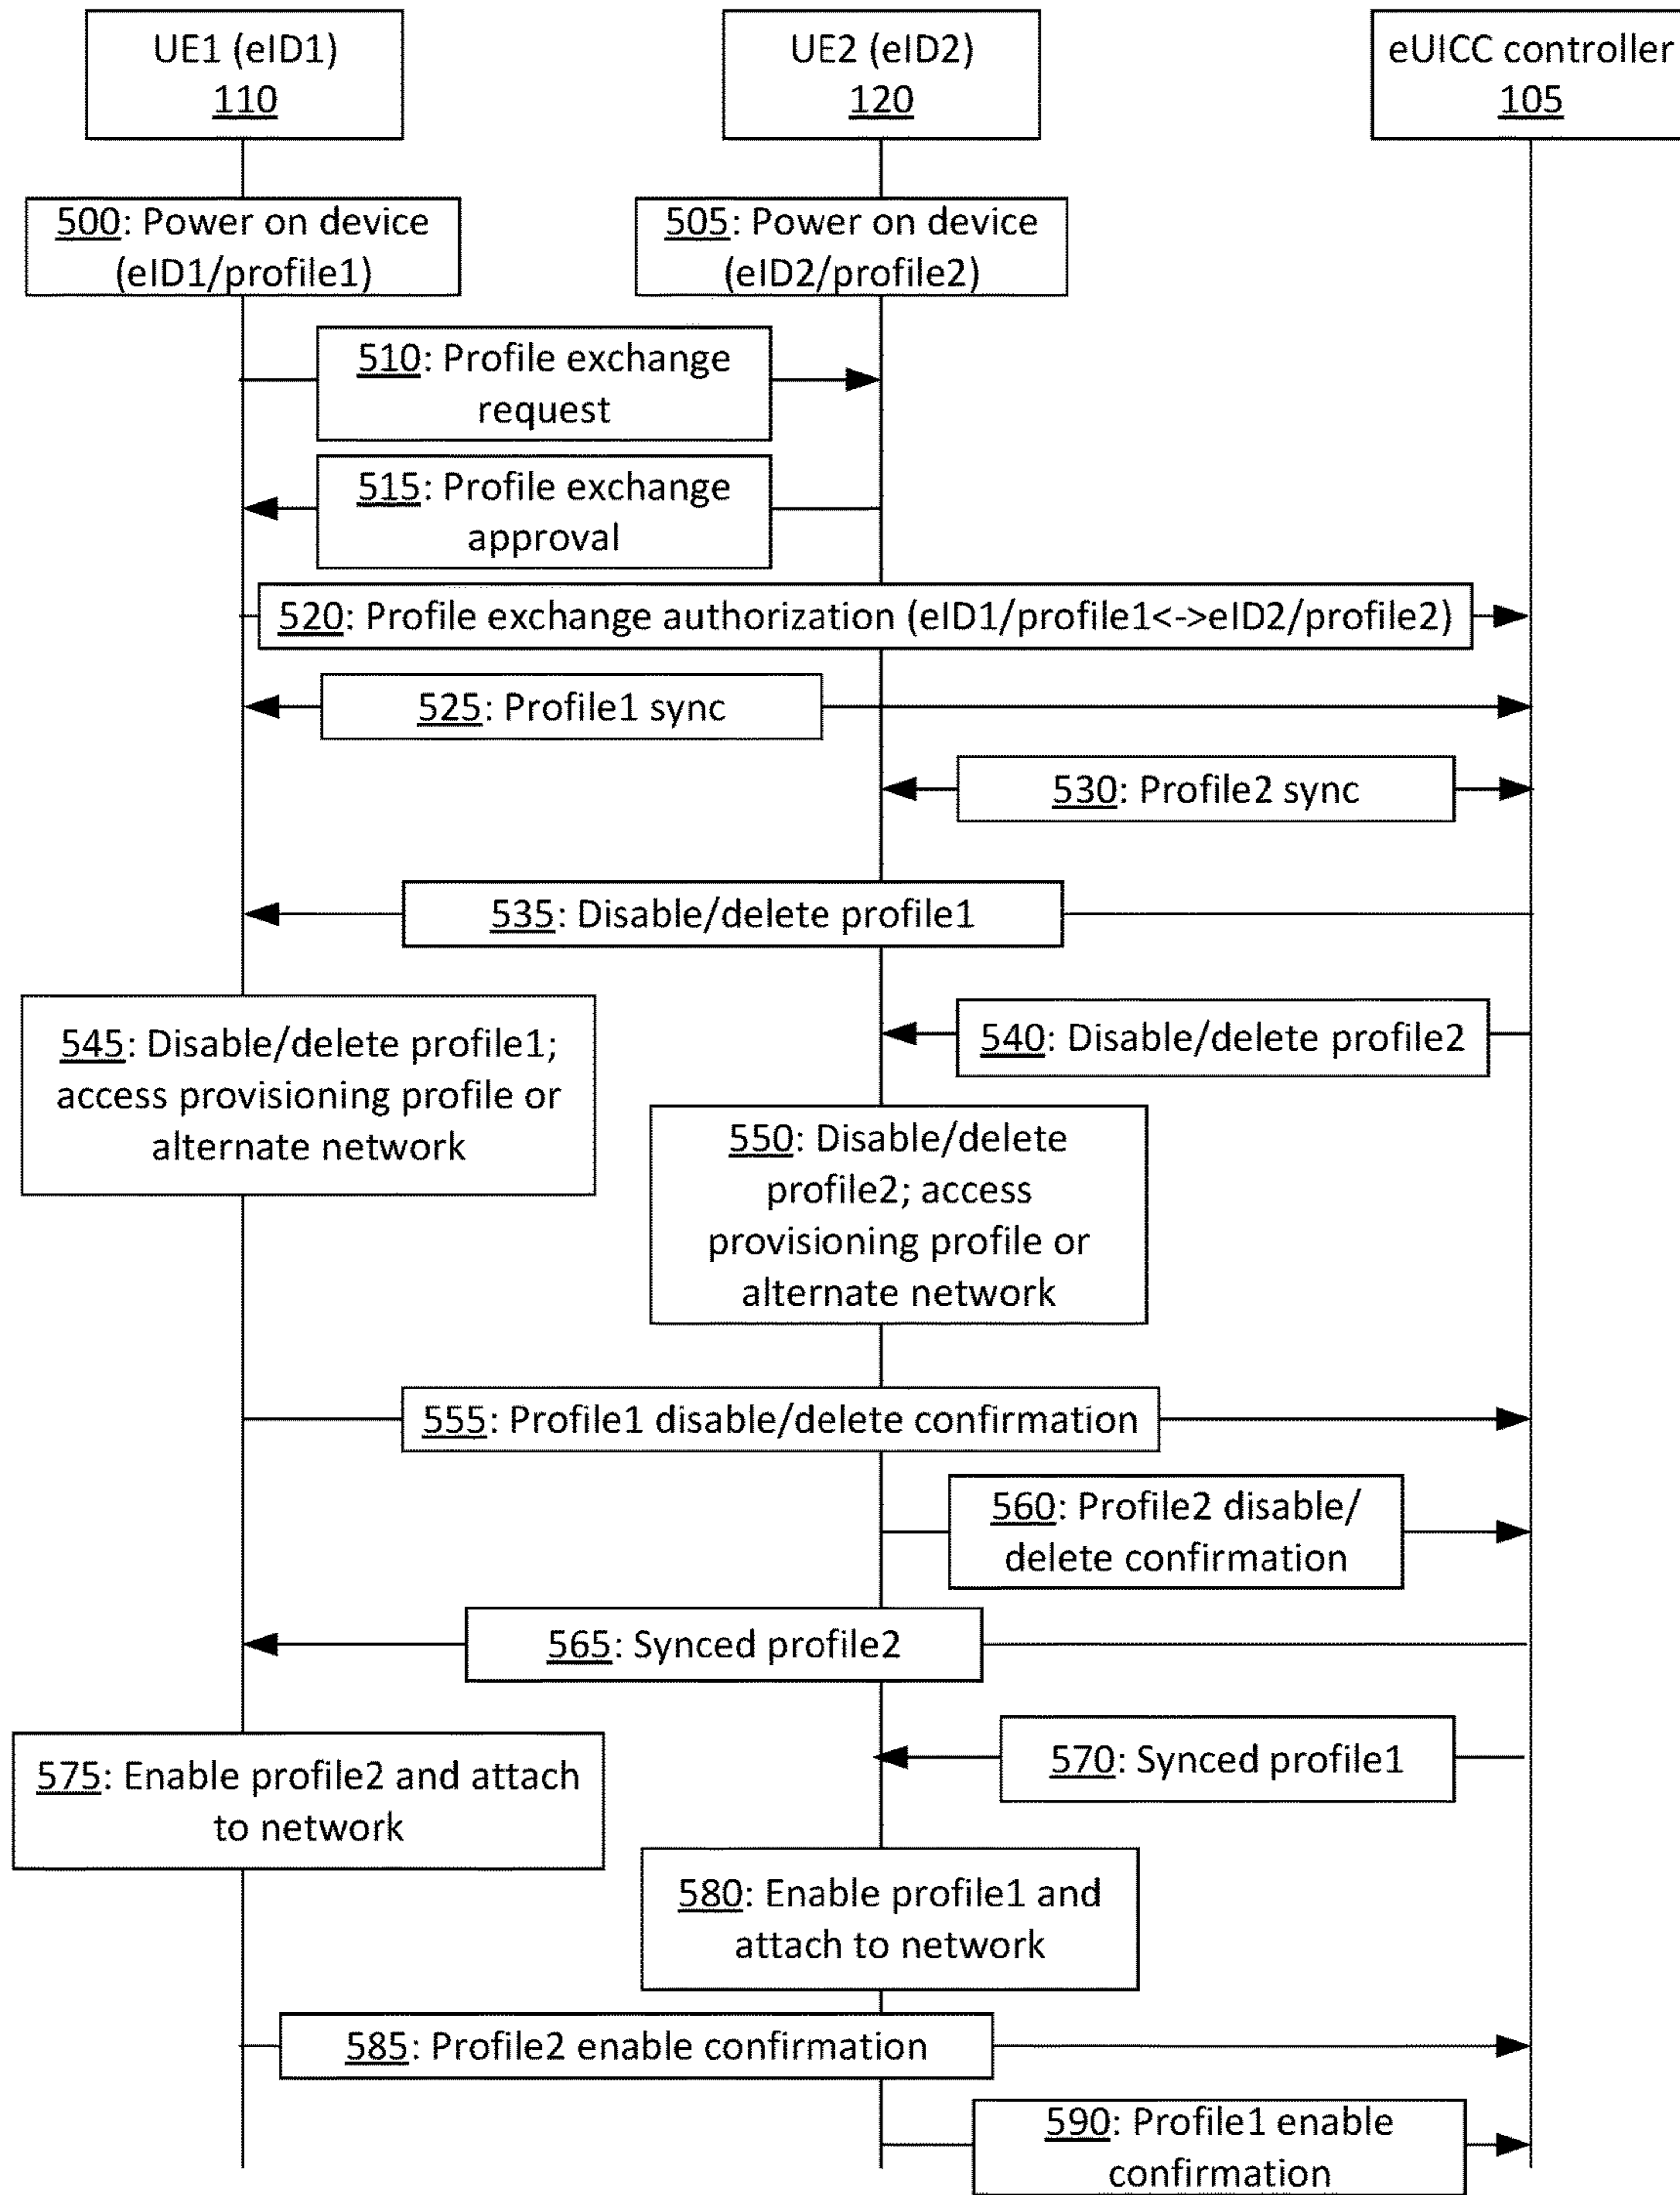 UE1 (eID1)
110
UE2 (eID2)
120
eUICC controller
105
500: Power on device
(eID1/profile1)
505: Power on device
(eID2/profile2)
510: Profile exchange
request
515: Profile exchange
approval
520: Profile exchange authorization (eID1/profile1<->eID2/profile2)
525: Profile1 sync
530: Profile2 sync
535: Disable/delete profile1
540: Disable/delete profile2
545: Disable/delete profile1;
access provisioning profile or
alternate network
550: Disable/delete
profile2; access
provisioning profile or
alternate network
555: Profile1 disable/delete confirmation
560: Profile2 disable/
delete confirmation
565: Synced profile2
570: Synced profile1
575: Enable profile2 and attach
to network
580: Enable profile1 and
attach to network
585: Profile2 enable confirmation
590: Profile1 enable
confirmation